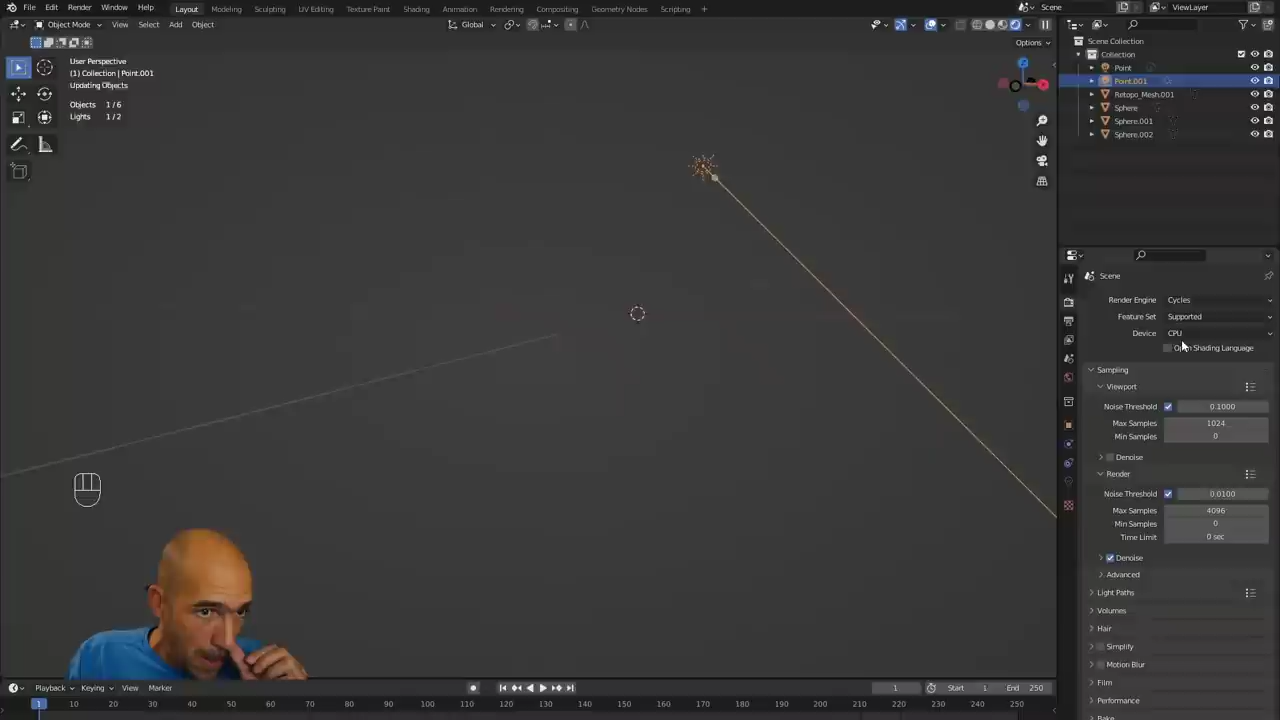 File Edit Render Window Help Layout Modeling Sculpting UV Editing Texture Paint Shading Animation Rendering Compositing Geometry Nodes Scripting + Scene ViewLayer
Object Mode View Select Add Object Global
Options
User Perspective
(1) Collection | Point.001
Updating Objects
Objects 1/6
Lights 1/2
Scene Collection
Collection
Point
Point.001
Retopo_Mesh.001
Sphere
Sphere.001
Sphere.002
Scene
Render Engine Cycles
Feature Set Supported
Device CPU
Open Shading Language
Sampling
Viewport
Noise Threshold 0.1000
Max Samples 1024
Min Samples 0
Denoise
Render
Noise Threshold 0.0100
Max Samples 4096
Min Samples 0
Time Limit 0 sec
Denoise
Advanced
Light Paths
Volumes
Hair
Simplify
Motion Blur
Film
Performance
Bake
Playback Keying View Marker 1 Start 1 End 250
1 10 20 30 40 50 60 70 80 90 100 110 120 130 140 150 160 170 180 190 200 210 220 230 240 250